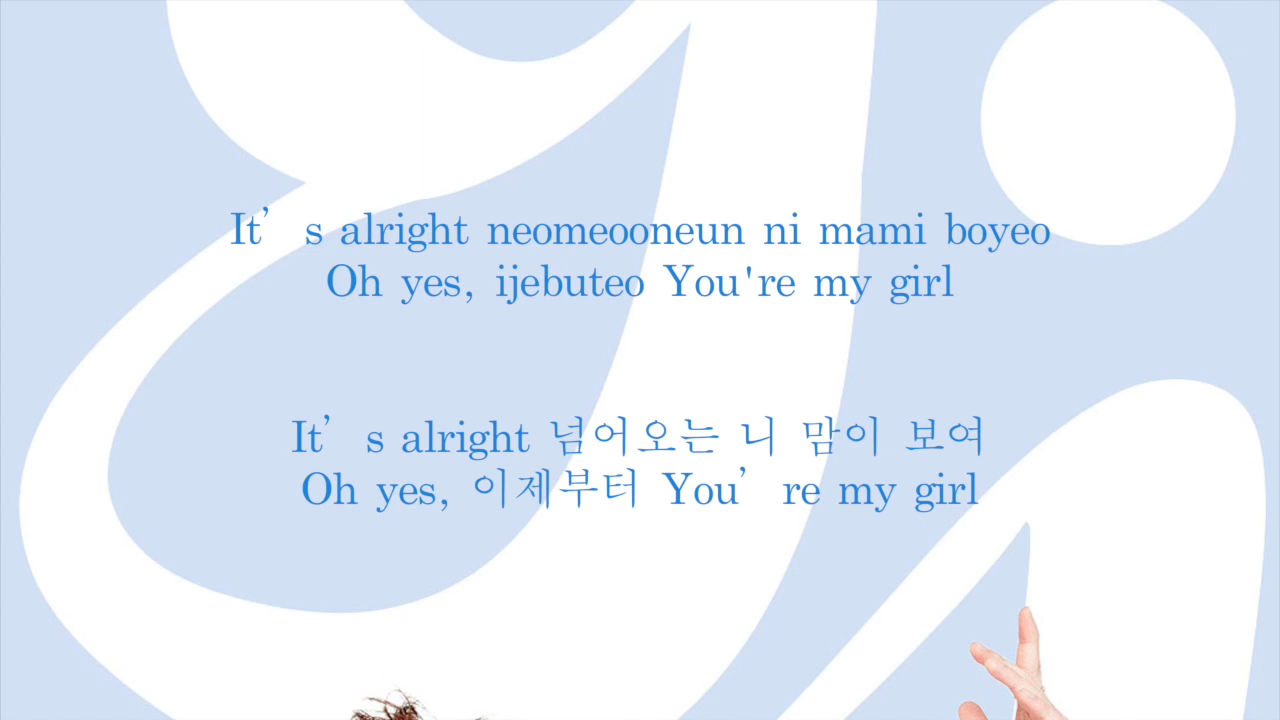 It’s alright neomeooneun ni mami boyeo
Oh yes, ijebuteo You're my girl
It’s alright 넘어오는 니 맘이 보여
Oh yes, 이제부터 You’re my girl